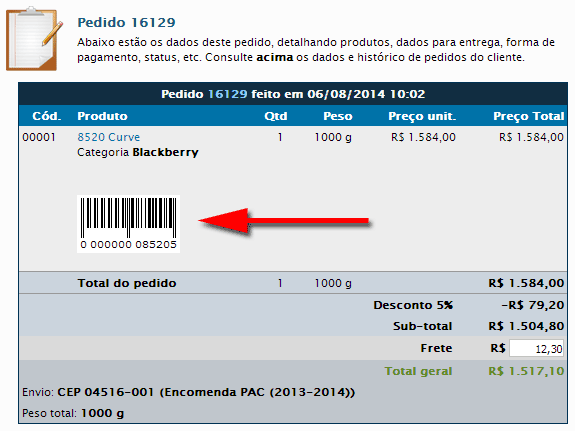 Pedido 16129
Abaixo estão os dados deste pedido, detalhando produtos, dados para entrega, forma de
pagamento, status, etc. Consulte acima os dados e histórico de pedidos do cliente.
Pedido 16129 feito em 06/08/2014 10:02
Cód. Produto Qtd Peso Preço unit. Preço Total
00001 8520 Curve 1 1000 g R$ 1.584,00 R$ 1.584,00
Categoria Blackberry
0 000000 085205
Total do pedido 1 1000 g R$ 1.584,00
Desconto 5% -R$ 79,20
Sub-total R$ 1.504,80
Frete R$ 12,30
Total geral R$ 1.517,10
Envio: CEP 04516-001 (Encomenda PAC (2013-2014))
Peso total: 1000 g